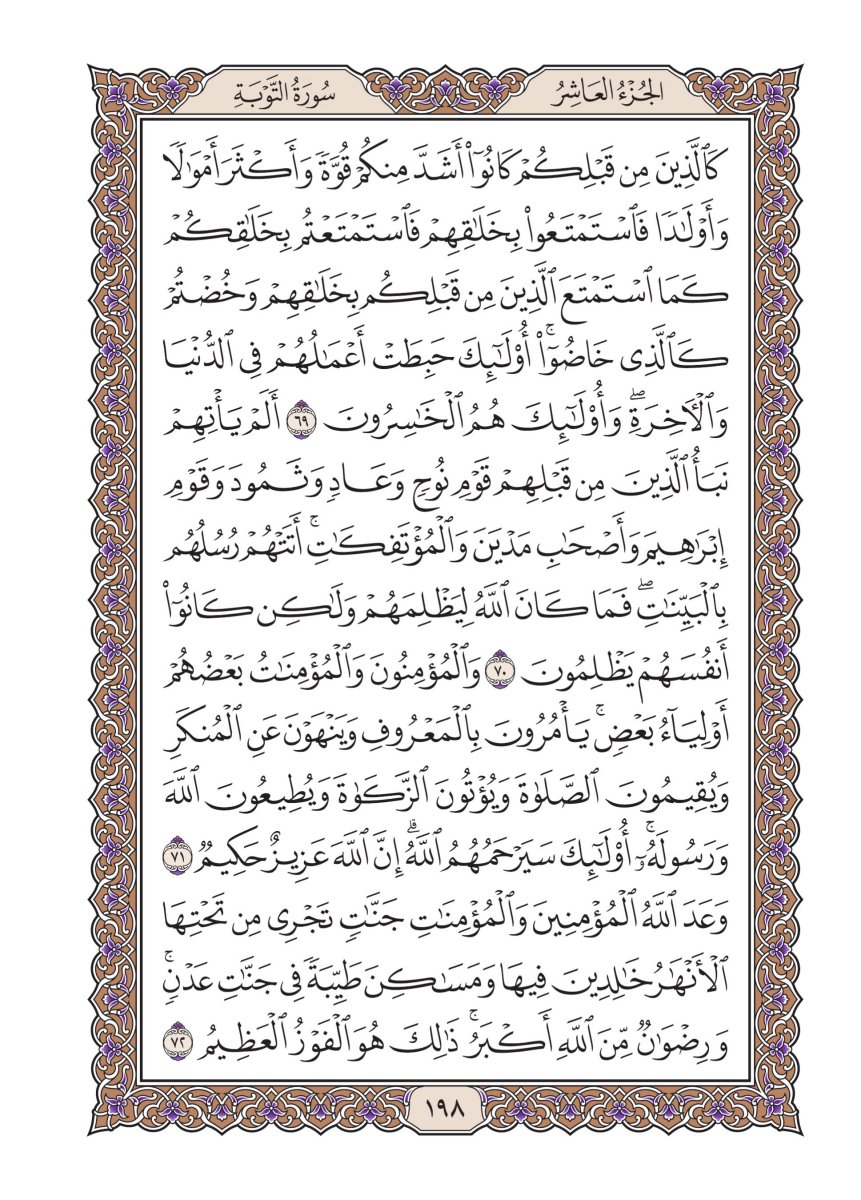 الجُزْءُ العَاشِرُ
سُورَةُ التَّوْبَةِ
كَٱلَّذِينَ مِن قَبۡلِكُمۡ كَانُوٓاْ أَشَدَّ مِنكُمۡ قُوَّةٗ وَأَكۡثَرَ أَمۡوَٰلٗا
وَأَوۡلَٰدٗا فَٱسۡتَمۡتَعُواْ بِخَلَٰقِهِمۡ فَٱسۡتَمۡتَعۡتُم بِخَلَٰقِكُمۡ
كَمَا ٱسۡتَمۡتَعَ ٱلَّذِينَ مِن قَبۡلِكُم بِخَلَٰقِهِمۡ وَخُضۡتُمۡ
كَٱلَّذِي خَاضُوٓاْۚ أُوْلَٰٓئِكَ حَبِطَتۡ أَعۡمَٰلُهُمۡ فِي ٱلدُّنۡيَا
وَٱلۡأٓخِرَةِۖ وَأُوْلَٰٓئِكَ هُمُ ٱلۡخَٰسِرُونَ ٦٩ أَلَمۡ يَأۡتِهِمۡ
نَبَأُ ٱلَّذِينَ مِن قَبۡلِهِمۡ قَوۡمِ نُوحٖ وَعَادٖ وَثَمُودَ وَقَوۡمِ
إِبۡرَٰهِيمَ وَأَصۡحَٰبِ مَدۡيَنَ وَٱلۡمُؤۡتَفِكَٰتِۚ أَتَتۡهُمۡ رُسُلُهُم
بِٱلۡبَيِّنَٰتِۖ فَمَا كَانَ ٱللَّهُ لِيَظۡلِمَهُمۡ وَلَٰكِن كَانُوٓاْ
أَنفُسَهُمۡ يَظۡلِمُونَ ٧٠ وَٱلۡمُؤۡمِنُونَ وَٱلۡمُؤۡمِنَٰتُ بَعۡضُهُمۡ
أَوۡلِيَآءُ بَعۡضٖۚ يَأۡمُرُونَ بِٱلۡمَعۡرُوفِ وَيَنۡهَوۡنَ عَنِ ٱلۡمُنكَرِ
وَيُقِيمُونَ ٱلصَّلَوٰةَ وَيُؤۡتُونَ ٱلزَّكَوٰةَ وَيُطِيعُونَ ٱللَّهَ
وَرَسُولَهُۥٓۚ أُوْلَٰٓئِكَ سَيَرۡحَمُهُمُ ٱللَّهُۗ إِنَّ ٱللَّهَ عَزِيزٌ حَكِيمٞ ٧١
وَعَدَ ٱللَّهُ ٱلۡمُؤۡمِنِينَ وَٱلۡمُؤۡمِنَٰتِ جَنَّٰتٖ تَجۡرِي مِن تَحۡتِهَا
ٱلۡأَنۡهَٰرُ خَٰلِدِينَ فِيهَا وَمَسَٰكِنَ طَيِّبَةٗ فِي جَنَّٰتِ عَدۡنٖۚ
وَرِضۡوَٰنٞ مِّنَ ٱللَّهِ أَكۡبَرُۚ ذَٰلِكَ هُوَ ٱلۡفَوۡزُ ٱلۡعَظِيمُ ٧٢
١٩٨